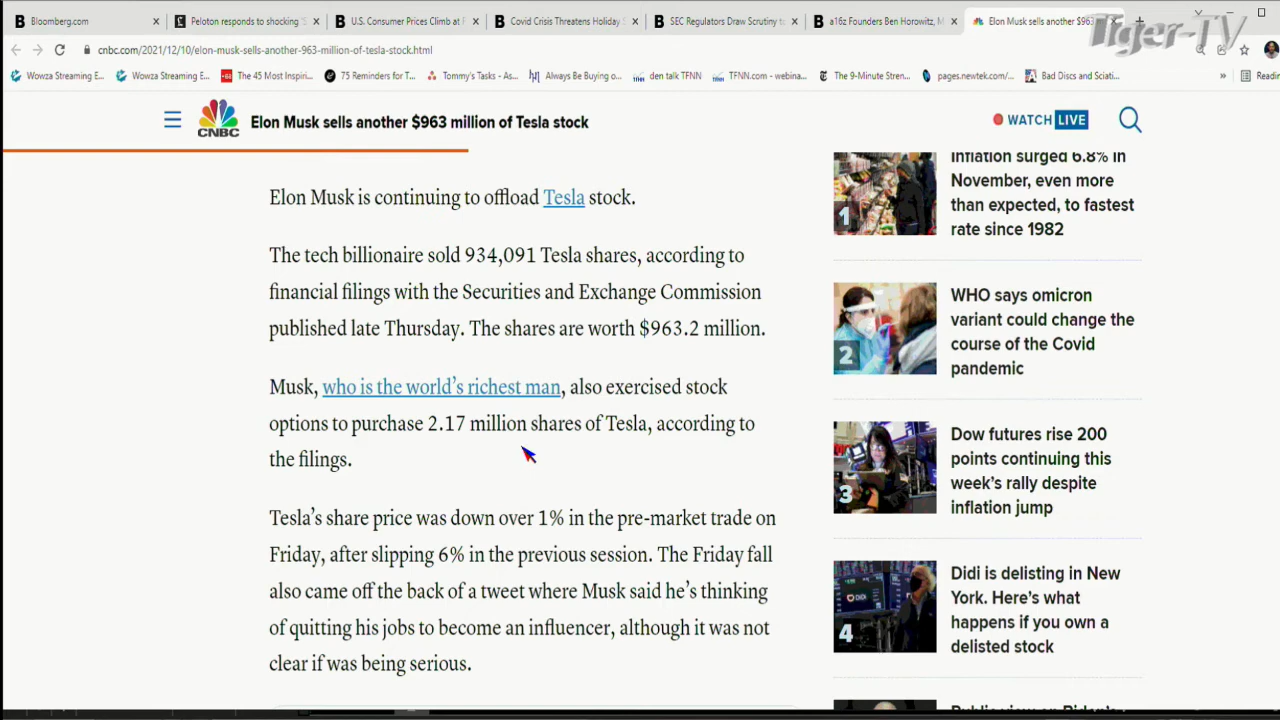 Bloomberg.com
Peloton responds to shocking 'S
U.S. Consumer Prices Climb at F
Covid Crisis Threatens Holiday S
SEC Regulators Draw Scrutiny to
a16z Founders Ben Horowitz, M
Elon Musk sells another $963
Tiger-TV
cnbc.com/2021/12/10/elon-musk-sells-another-963-million-of-tesla-stock.html
Wowza Streaming E...
Wowza Streaming E...
The 45 Most Inspiri...
75 Reminders for T...
Tommy's Tasks - As...
Always Be Buying o...
den talk TFNN
TFNN.com - webina...
The 9-Minute Stren...
pages.newtek.com/...
Bad Discs and Sciati...
»
Readin
CNBC
Elon Musk sells another $963 million of Tesla stock
WATCH LIVE
Elon Musk is continuing to offload Tesla stock.
The tech billionaire sold 934,091 Tesla shares, according to
financial filings with the Securities and Exchange Commission
published late Thursday. The shares are worth $963.2 million.
Musk, who is the world's richest man, also exercised stock
options to purchase 2.17 million shares of Tesla, according to
the filings.
Tesla's share price was down over 1% in the pre-market trade on
Friday, after slipping 6% in the previous session. The Friday fall
also came off the back of a tweet where Musk said he's thinking
of quitting his jobs to become an influencer, although it was not
clear if was being serious.
1
Inflation surged 6.8% in
November, even more
than expected, to fastest
rate since 1982
2
WHO says omicron
variant could change the
course of the Covid
pandemic
3
Dow futures rise 200
points continuing this
week's rally despite
inflation jump
4
Didi is delisting in New
York. Here's what
happens if you own a
delisted stock